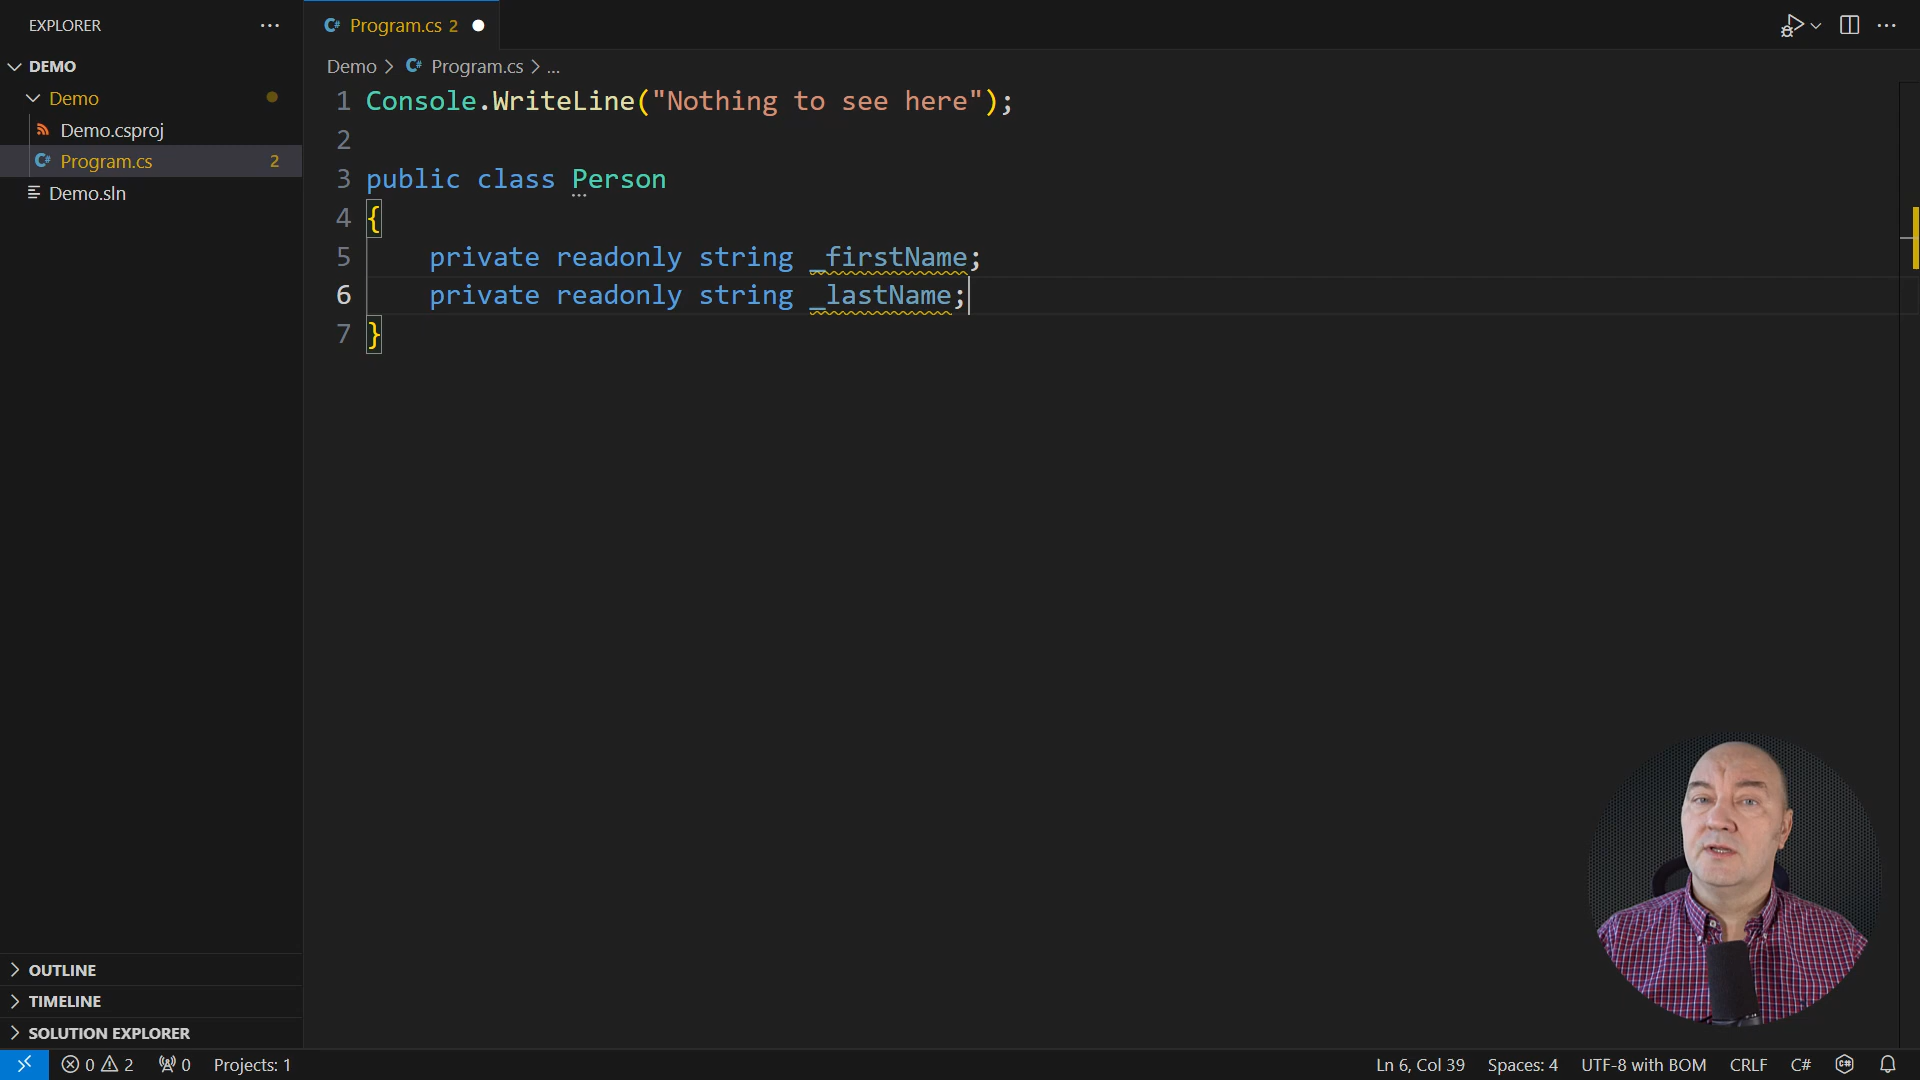 EXPLORER
DEMO
Demo
Demo.csproj
Program.cs 2
Demo.sln
OUTLINE
TIMELINE
SOLUTION EXPLORER
C# Program.cs 2
Demo > C# Program.cs > ...
1 Console.WriteLine("Nothing to see here");
2
3 public class Person
4 {
5 private readonly string _firstName;
6 private readonly string _lastName;
7 }
0 2 0 Projects: 1
Ln 6, Col 39 Spaces: 4 UTF-8 with BOM CRLF C#